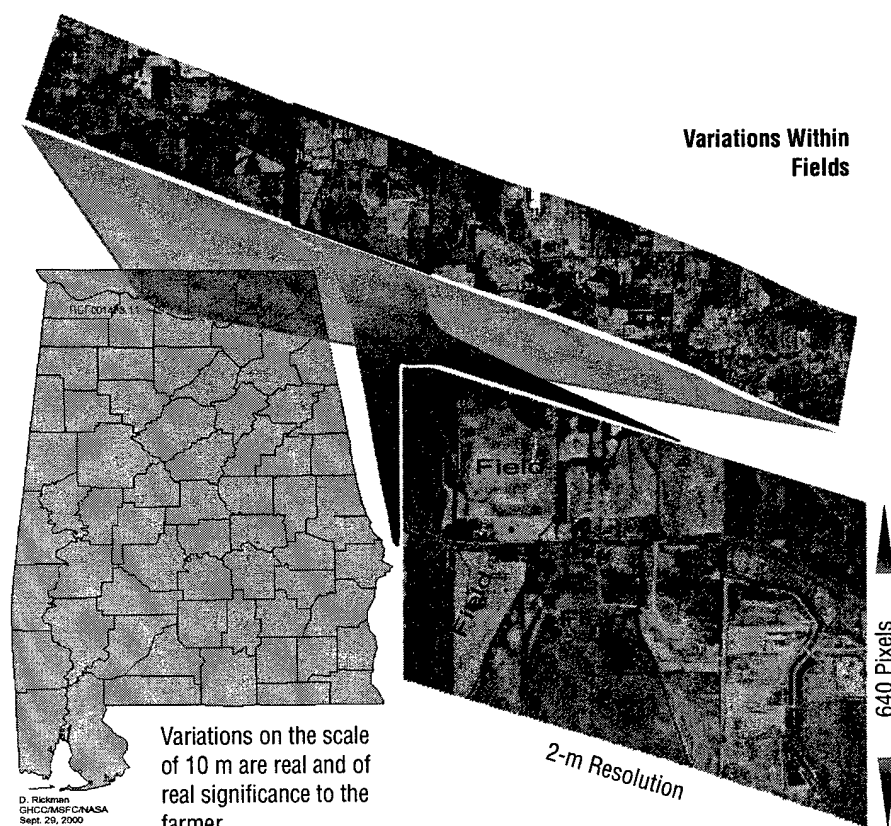 Variations Within
Fields
Field
Field
Variations on the scale
of 10 m are real and of
real significance to the
farmer
2-m Resolution
640 Pixels
D. Rickman
GHCC/MSFC/NASA
Sept. 29, 2000